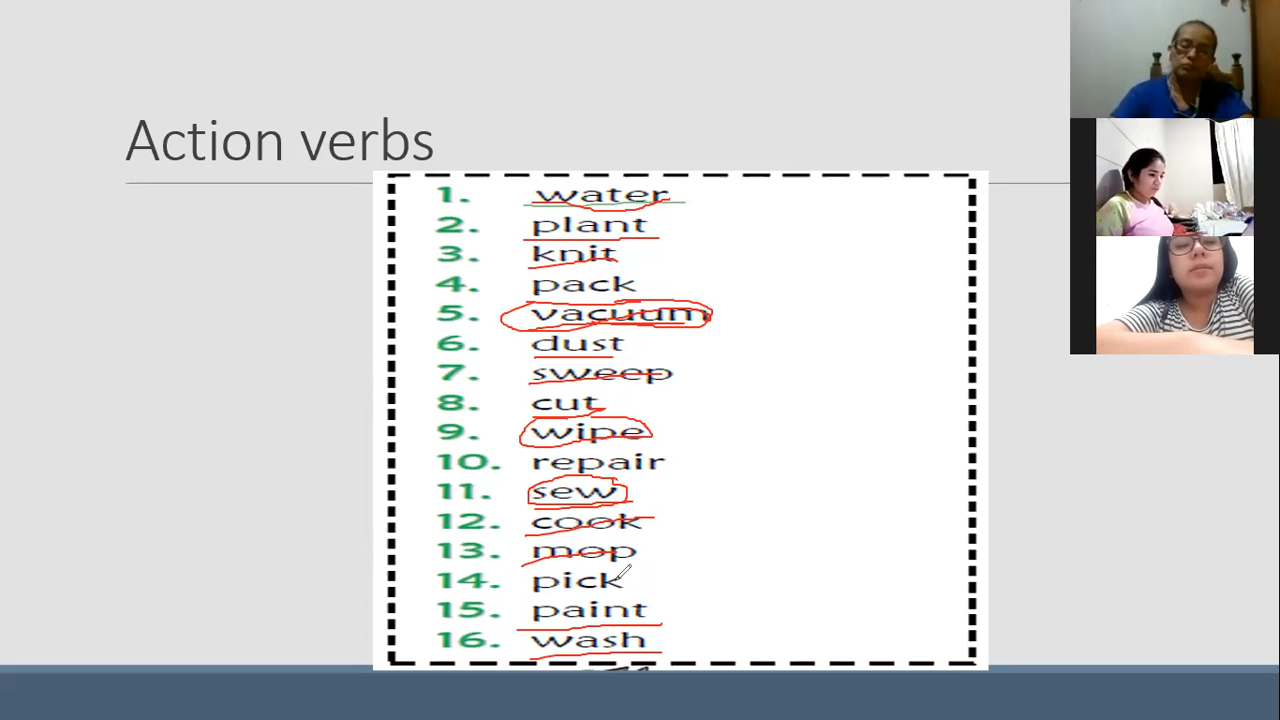 Action verbs
1. water
2. plant
3. knit
4. pack
5. vacuum
6. dust
7. sweep
8. cut
9. wipe
10. repair
11. sew
12. cook
13. mop
14. pick
15. paint
16. wash